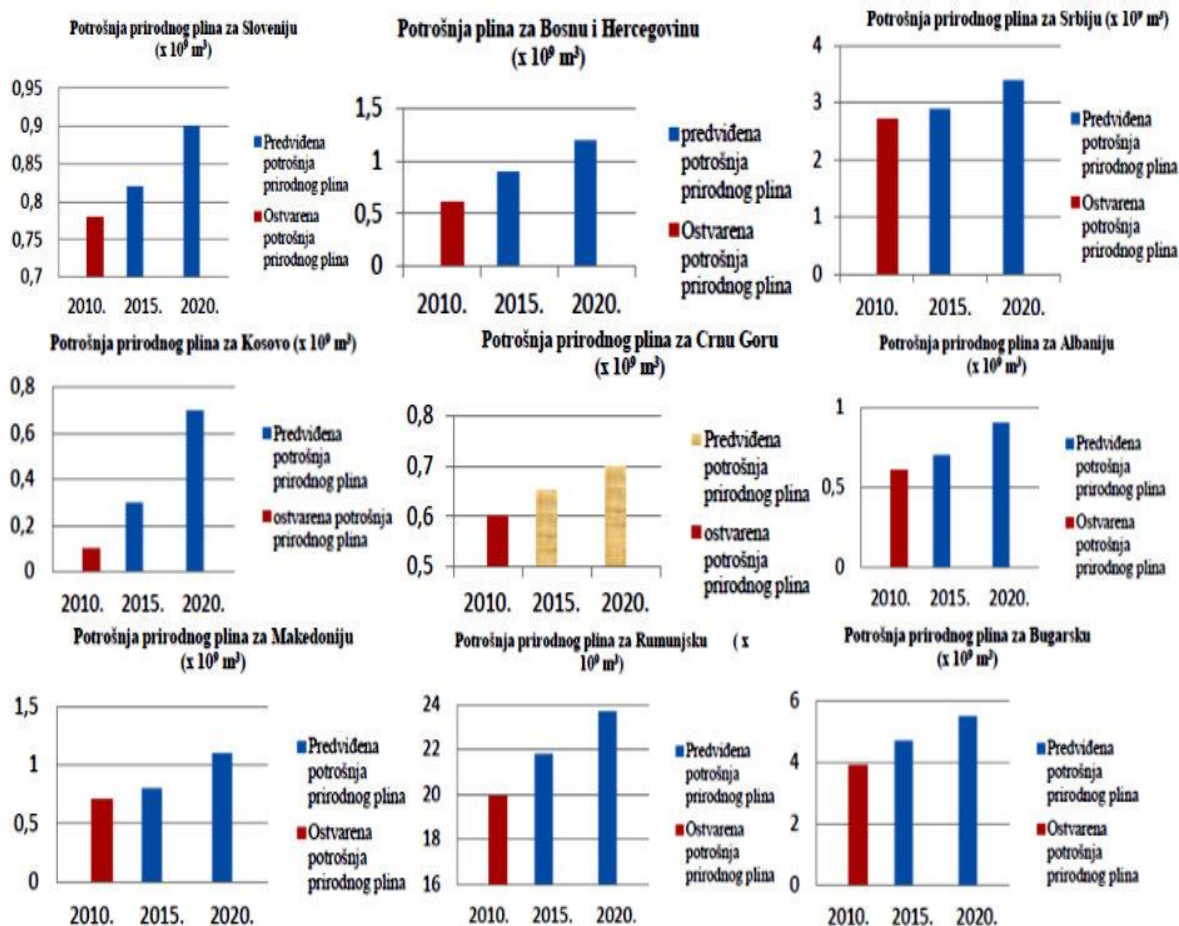 Potrošnja prirodnog plina za Sloveniju
(x 10⁹ m³)
0,95
0,9
0,85
0,8
0,75
0,7
2010. 2015. 2020.
Predviđena
potrošnja
prirodnog plina
Ostvarena
potrošnja
prirodnog plina
Potrošnja plina za Bosnu i Hercegovinu
(x 10⁹ m³)
1,5
1
0,5
0
2010. 2015. 2020.
predviđena
potrošnja
prirodnog plina
Ostvarena
potrošnja
prirodnog plina
Potrošnja prirodnog plina za Srbiju (x 10⁹ m³)
4
3
2
1
0
2010. 2015. 2020.
Predviđena
potrošnja
prirodnog plina
Ostvarena
potrošnja
prirodnog plina
Potrošnja prirodnog plina za Kosovo (x 10⁹ m³)
0,8
0,6
0,4
0,2
0
2010. 2015. 2020.
Predviđena
potrošnja
prirodnog plina
ostvarena potrošnja
prirodnog plina
Potrošnja prirodnog plina za Crnu Goru
(x 10⁹ m³)
0,8
0,7
0,6
0,5
2010. 2015. 2020.
Predviđena
potrošnja
prirodnog plina
ostvarena
potrošnja
prirodnog plina
Potrošnja prirodnog plina za Albaniju
(x 10⁹ m³)
1
0,5
0
2010. 2015. 2020.
Predviđena
potrošnja
prirodnog plina
Ostvarena
potrošnja
prirodnog plina
Potrošnja prirodnog plina za Makedoniju
(x 10⁹ m³)
1,5
1
0,5
0
2010. 2015. 2020.
Predviđena
potrošnja
prirodnog plina
Ostvarena
potrošnja
prirodnog plina
Potrošnja prirodnog plina za Rumunjsku ( x
10⁹ m³)
24
22
20
18
16
2010. 2015. 2020.
Predviđena
potrošnja
prirodnog plina
Ostvarena
potrošnja
prirodnog plina
Potrošnja prirodnog plina za Bugarsku
(x 10⁹ m³)
6
4
2
0
2010. 2015. 2020.
Predviđena
potrošnja
prirodnog plina
Ostvarena
potrošnja
prirodnog plina